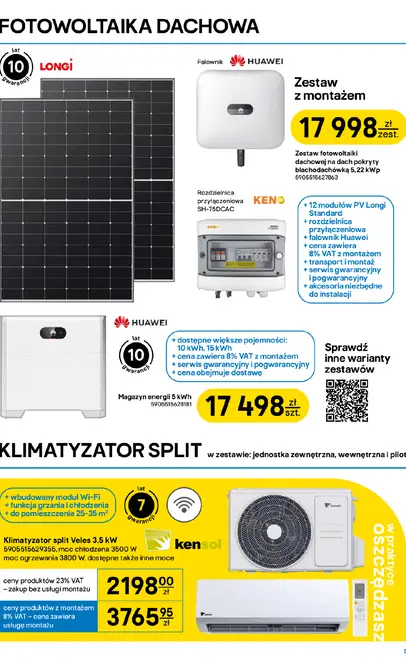 FOTOWOLTAIKA DACHOWA
10 lat gwarancji
LONGi
Falownik HUAWEI
Zestaw
z montażem
17 998 zł
zest.
Zestaw fotowoltaiki
dachowej na dach pokryty
blachodachówką 5,22 kWp
5905515627863
Rozdzielnica
przyłączeniowa
SH-75DCAC
KENO
+ 12 modułów PV Longi
Standard
+ rozdzielnica
przyłączeniowa
+ falownik Huawei
+ cena zawiera
8% VAT z montażem
+ transport i montaż
+ serwis gwarancyjny
i pogwarancyjny
+ akcesoria niezbędne
do instalacji
HUAWEI
10 lat gwarancji
+ dostępne większe pojemności:
10 kWh, 15 kWh
+ cena zawiera 8% VAT z montażem
+ serwis gwarancyjny i pogwarancyjny
+ cena obejmuje dostawę
Sprawdź
inne warianty
zestawów
Magazyn energii 5 kWh
5905515628181
17 498 zł
szt.
KLIMATYZATOR SPLIT w zestawie: jednostka zewnętrzna, wewnętrzna i pilot
+ wbudowany moduł Wi-Fi
+ funkcja grzania i chłodzenia
+ do pomieszczenia 25-35 m²
7 lat gwarancji
Klimatyzator split Veles 3,5 kW
5905515629355, moc chłodzenia 3500 W
moc ogrzewania 3800 W, dostępne także inne moce
kensol
ceny produktów 23% VAT
– zakup bez usługi montażu
2198,00 zł
ceny produktów z montażem
8% VAT – cena zawiera
usługę montażu
3765,95 zł
w praktyce
oszczędzasz